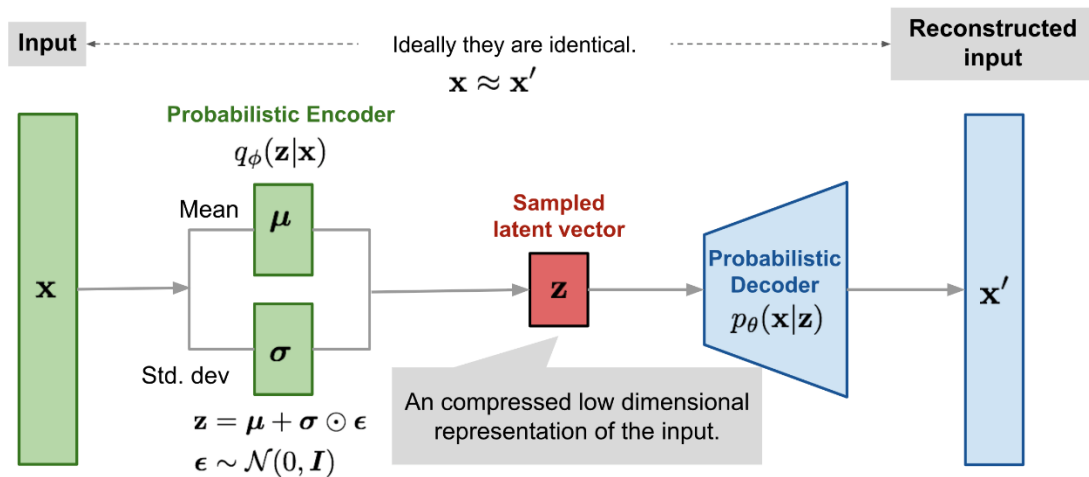 Input
Ideally they are identical.
x ≈ x′
Reconstructed
input
Probabilistic Encoder
qϕ(z|x)
Mean
μ
Sampled
latent vector
x
z
Probabilistic
Decoder
pθ(x|z)
x′
σ
Std. dev
An compressed low dimensional
representation of the input.
z = μ + σ ⊙ ϵ
ϵ ∼ 𝒩(0, I)